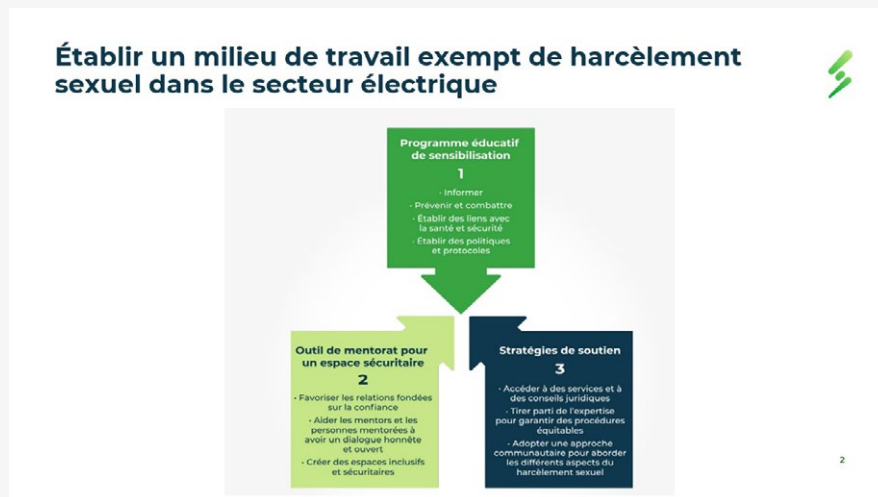 Établir un milieu de travail exempt de harcèlement
sexuel dans le secteur électrique
Programme éducatif
de sensibilisation
1
• Informer
• Prévenir et combattre
• Établir des liens avec
la santé et sécurité
• Établir des politiques
et protocoles
Outil de mentorat pour
un espace sécuritaire
2
• Favoriser les relations fondées
sur la confiance
• Aider les mentors et les
personnes mentorées à
avoir un dialogue honnête
et ouvert
• Créer des espaces inclusifs
et sécuritaires
Stratégies de soutien
3
• Accéder à des services et à
des conseils juridiques
• Tirer parti de l'expertise
pour garantir des procédures
équitables
• Adopter une approche
communautaire pour aborder
les différents aspects du
harcèlement sexuel
2